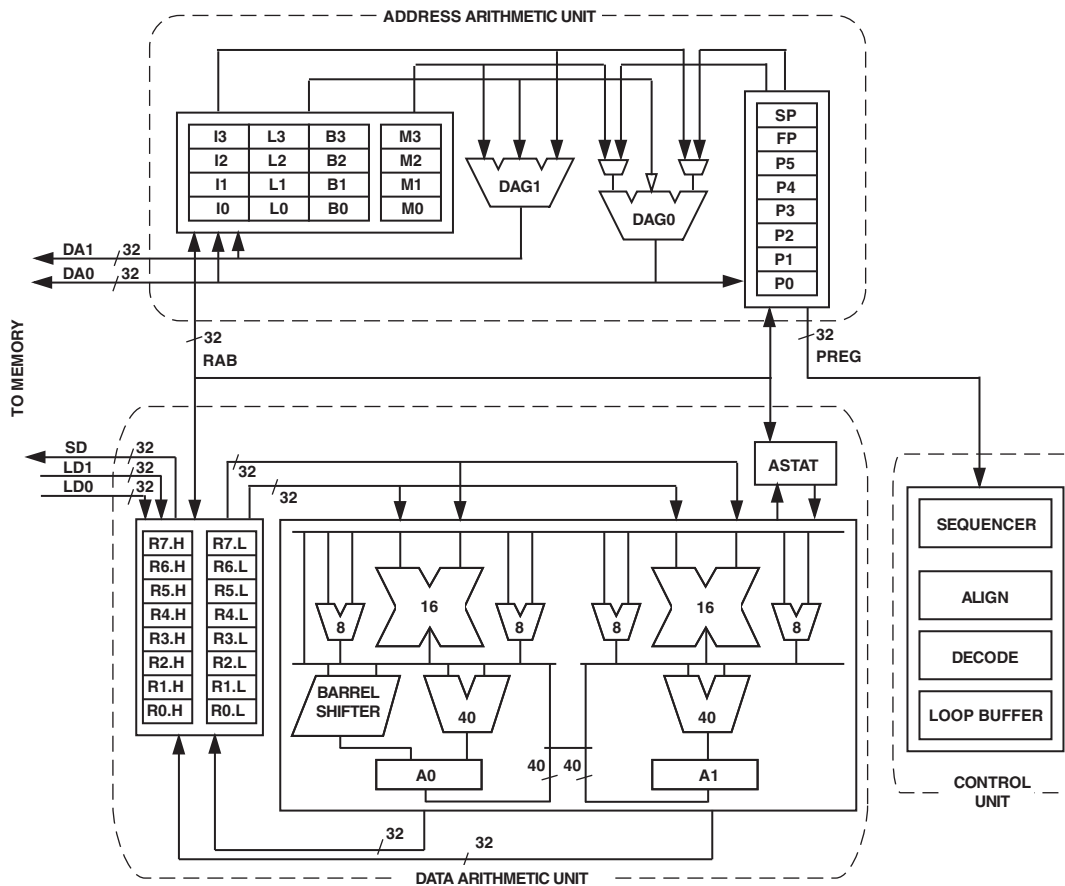 ADDRESS ARITHMETIC UNIT
I3 L3 B3 M3
I2 L2 B2 M2
I1 L1 B1 M1
I0 L0 B0 M0
DAG1
DAG0
SP
FP
P5
P4
P3
P2
P1
P0
DA1 32
DA0 32
TO MEMORY
32
RAB
32
PREG
SD 32
LD1 32
LD0 32
32
32
ASTAT
R7.H R7.L
R6.H R6.L
R5.H R5.L
R4.H R4.L
R3.H R3.L
R2.H R2.L
R1.H R1.L
R0.H R0.L
8 16 8 8 16 8
BARREL
SHIFTER
40 40
A0 40 40 A1
32
32
DATA ARITHMETIC UNIT
SEQUENCER
ALIGN
DECODE
LOOP BUFFER
CONTROL
UNIT